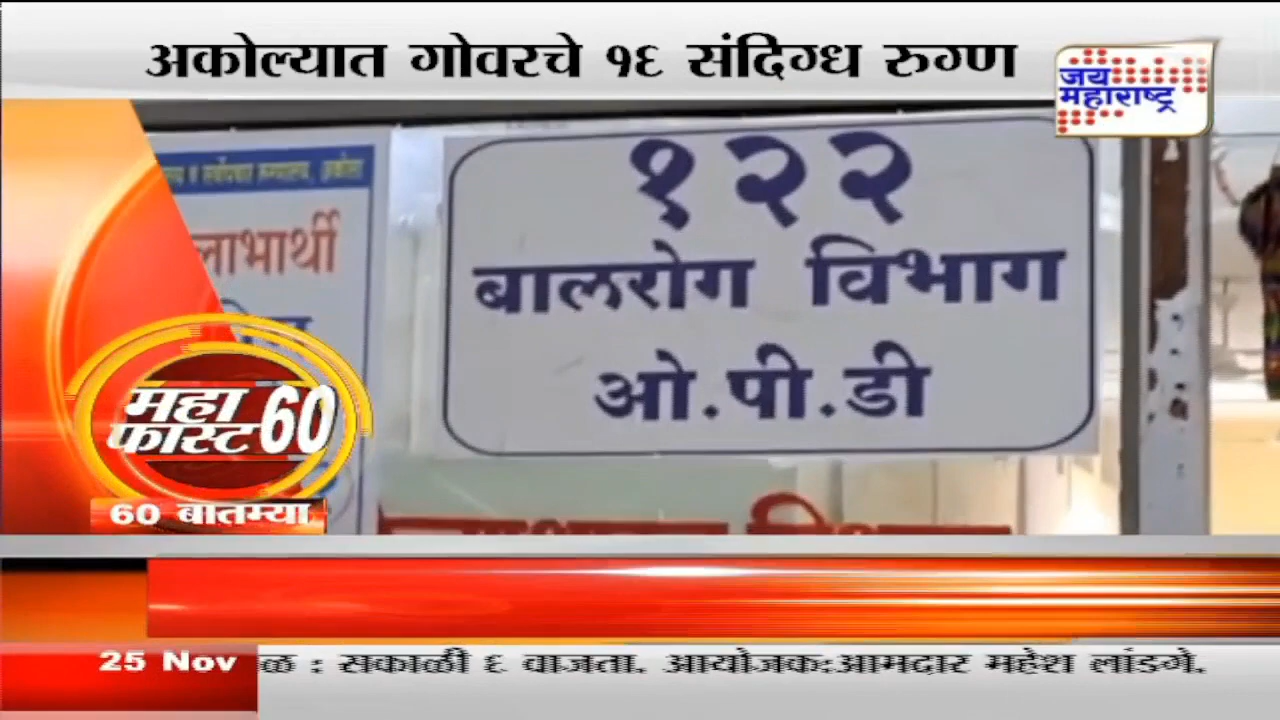 अकोल्यात गोवरचे १६ संदिग्ध रुग्ण
जय
महाराष्ट्र
लाभार्थी
१२२
बालरोग विभाग
ओ.पी.डी
महा
फास्ट 60
60 बातम्या
25 Nov
ळ : सकाळी ६ वाजता. आयोजक:आमदार महेश लांडगे.